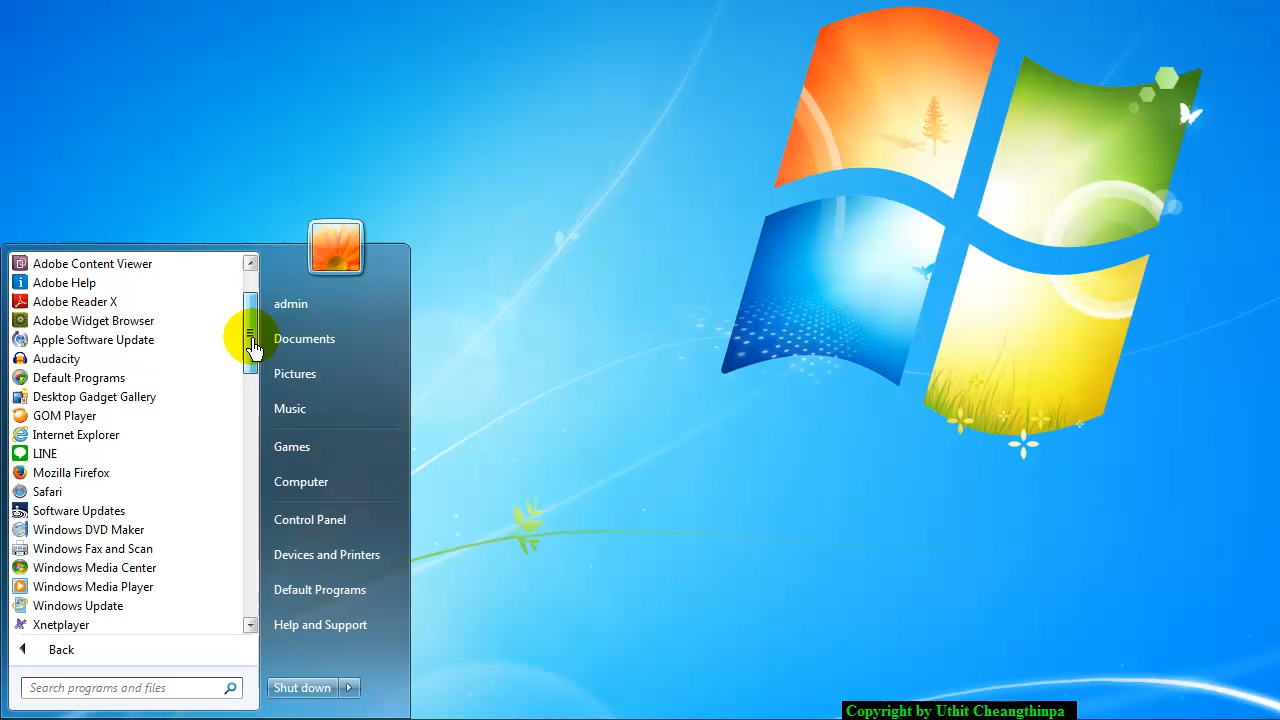 Adobe Content Viewer
Adobe Help
Adobe Reader X
Adobe Widget Browser
Apple Software Update
Audacity
Default Programs
Desktop Gadget Gallery
GOM Player
Internet Explorer
LINE
Mozilla Firefox
Safari
Software Updates
Windows DVD Maker
Windows Fax and Scan
Windows Media Center
Windows Media Player
Windows Update
Xnetplayer
Back
Search programs and files
admin
Documents
Pictures
Music
Games
Computer
Control Panel
Devices and Printers
Default Programs
Help and Support
Shut down
Copyright by Uthit Cheangthinpa